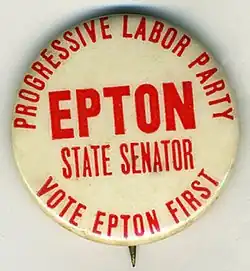 PROGRESSIVE LABOR PARTY
EPTON
STATE SENATOR
VOTE EPTON FIRST